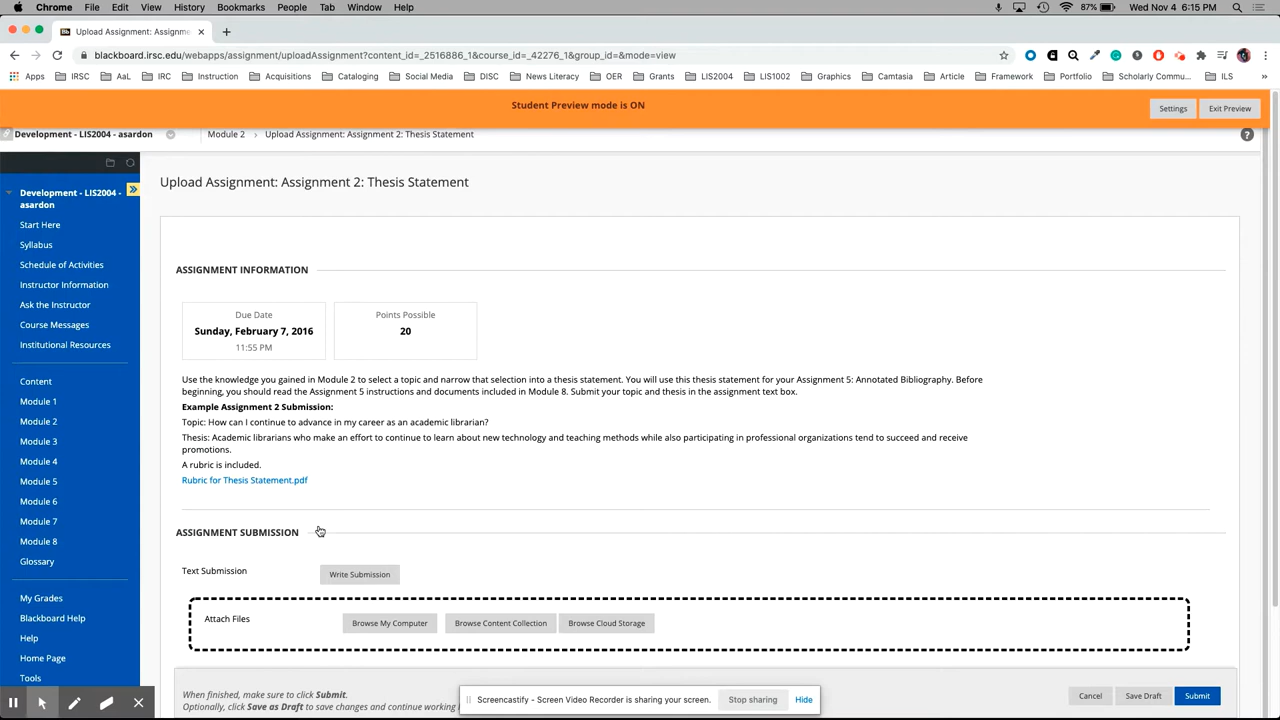 Chrome File Edit View History Bookmarks People Tab Window Help 87% Wed Nov 4 6:15 PM
Upload Assignment: Assignme
blackboard.irsc.edu/webapps/assignment/uploadAssignment?content_id=_2516886_1&course_id=_42276_1&group_id=&mode=view
Apps IRSC AaL IRC Instruction Acquisitions Cataloging Social Media DISC News Literacy OER Grants LIS2004 LIS1002 Graphics Camtasia Article Framework Portfolio Scholarly Commu... ILS »
Student Preview mode is ON
Settings Exit Preview
Development - LIS2004 - asardon Module 2 > Upload Assignment: Assignment 2: Thesis Statement
Development - LIS2004 -
asardon
Start Here
Syllabus
Schedule of Activities
Instructor Information
Ask the Instructor
Course Messages
Institutional Resources
Content
Module 1
Module 2
Module 3
Module 4
Module 5
Module 6
Module 7
Module 8
Glossary
My Grades
Blackboard Help
Help
Home Page
Tools
Upload Assignment: Assignment 2: Thesis Statement
ASSIGNMENT INFORMATION
Due Date
Sunday, February 7, 2016
11:55 PM
Points Possible
20
Use the knowledge you gained in Module 2 to select a topic and narrow that selection into a thesis statement. You will use this thesis statement for your Assignment 5: Annotated Bibliography. Before
beginning, you should read the Assignment 5 instructions and documents included in Module 8. Submit your topic and thesis in the assignment text box.
Example Assignment 2 Submission:
Topic: How can I continue to advance in my career as an academic librarian?
Thesis: Academic librarians who make an effort to continue to learn about new technology and teaching methods while also participating in professional organizations tend to succeed and receive
promotions.
A rubric is included.
Rubric for Thesis Statement.pdf
ASSIGNMENT SUBMISSION
Text Submission Write Submission
Attach Files Browse My Computer Browse Content Collection Browse Cloud Storage
When finished, make sure to click Submit.
Optionally, click Save as Draft to save changes and continue working
Screencastify - Screen Video Recorder is sharing your screen. Stop sharing Hide
Cancel Save Draft Submit